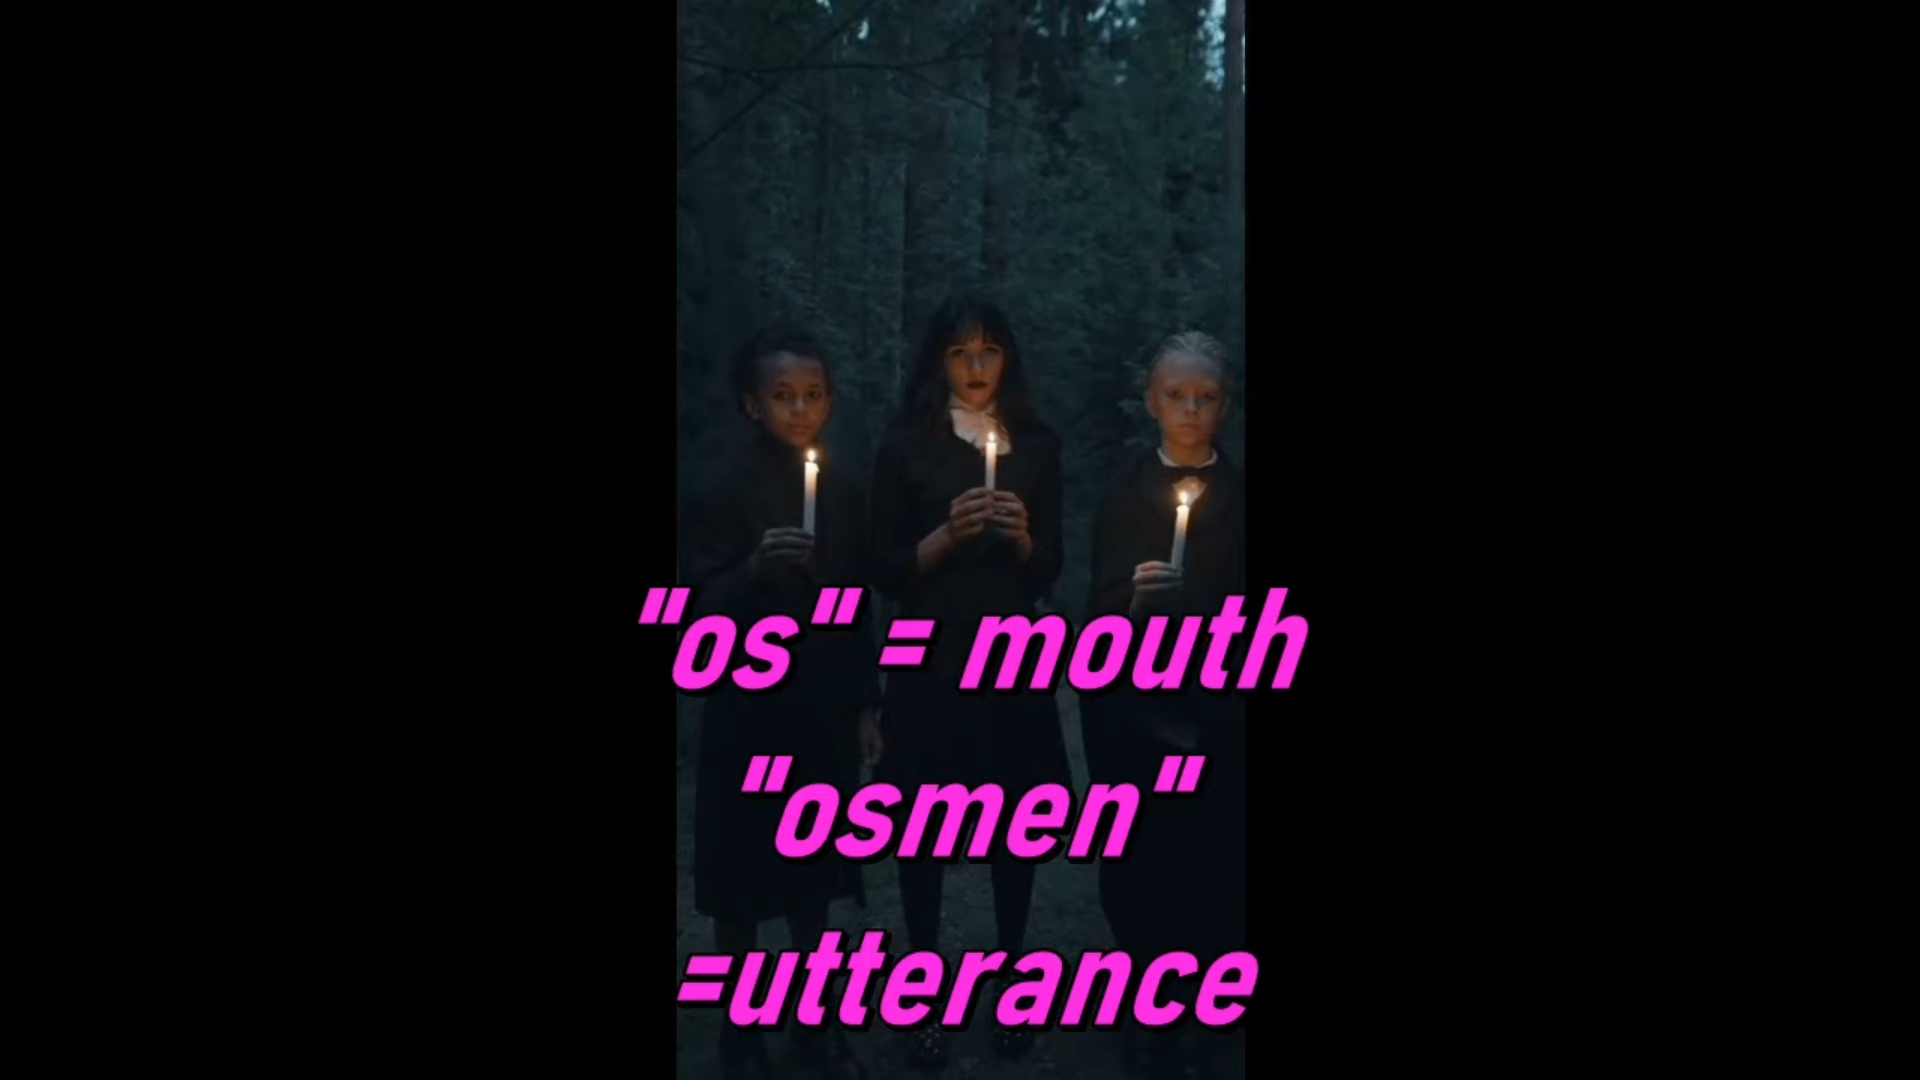 "os" = mouth
"osmen"
=utterance